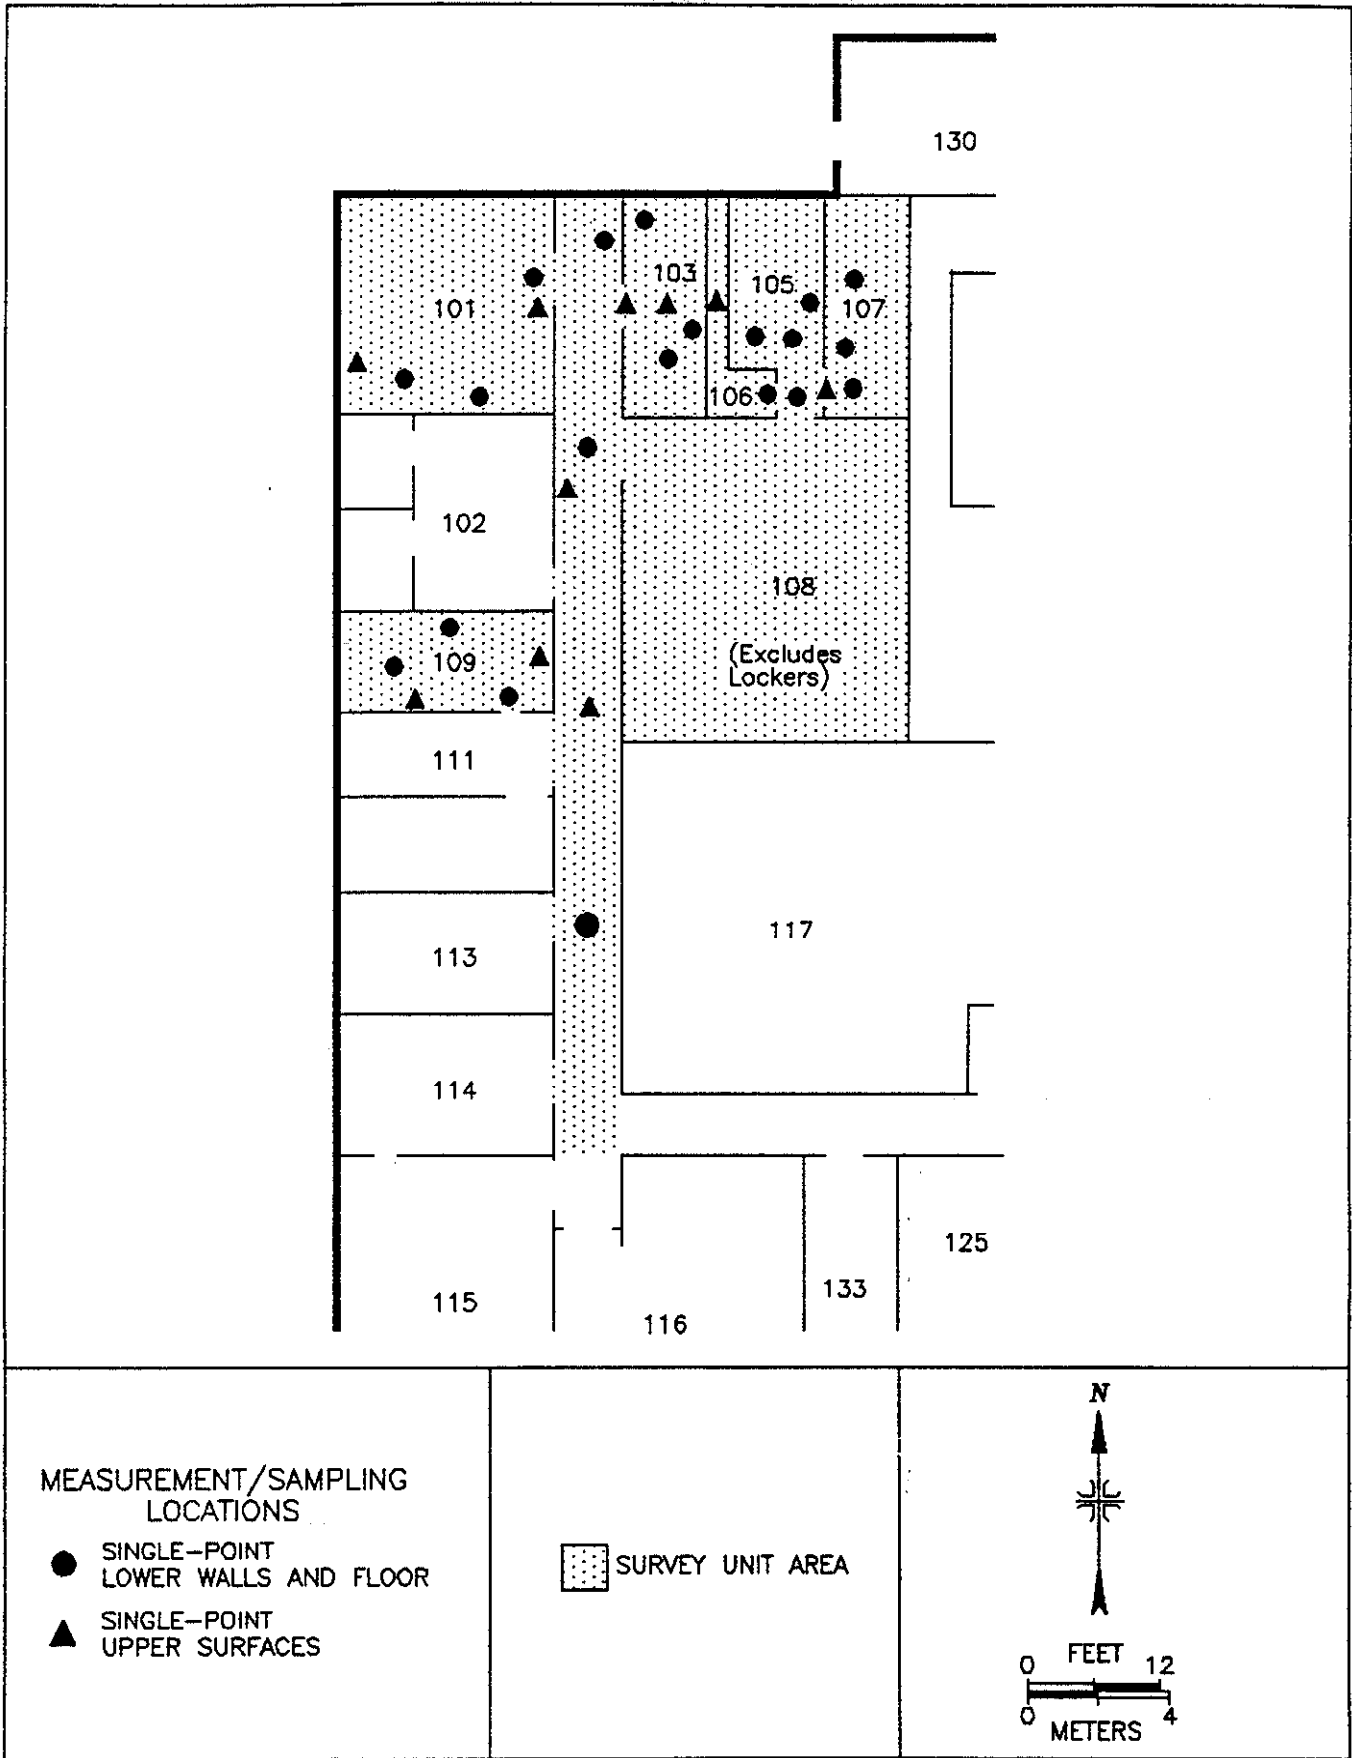 130
103
105
101
107
106
102
108
(Excludes
Lockers)
109
111
117
113
114
125
133
115
116
MEASUREMENT/SAMPLING
LOCATIONS
SINGLE-POINT
LOWER WALLS AND FLOOR
SINGLE-POINT
UPPER SURFACES
SURVEY UNIT AREA
N
FEET
0 12
0 4
METERS